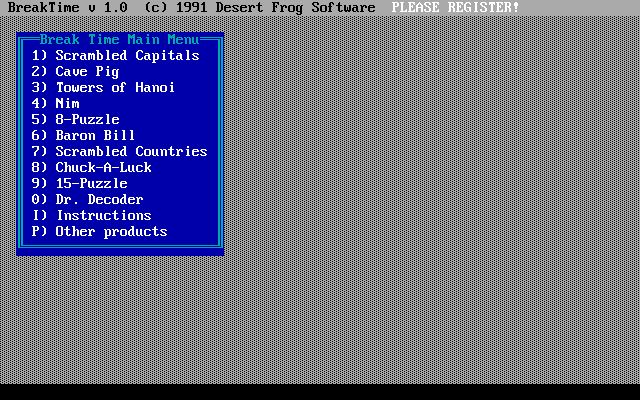 BreakTime v 1.0  (c) 1991 Desert Frog Software  PLEASE REGISTER!
Break Time Main Menu
1) Scrambled Capitals
2) Cave Pig
3) Towers of Hanoi
4) Nim
5) 8-Puzzle
6) Baron Bill
7) Scrambled Countries
8) Chuck-A-Luck
9) 15-Puzzle
0) Dr. Decoder
I) Instructions
P) Other products